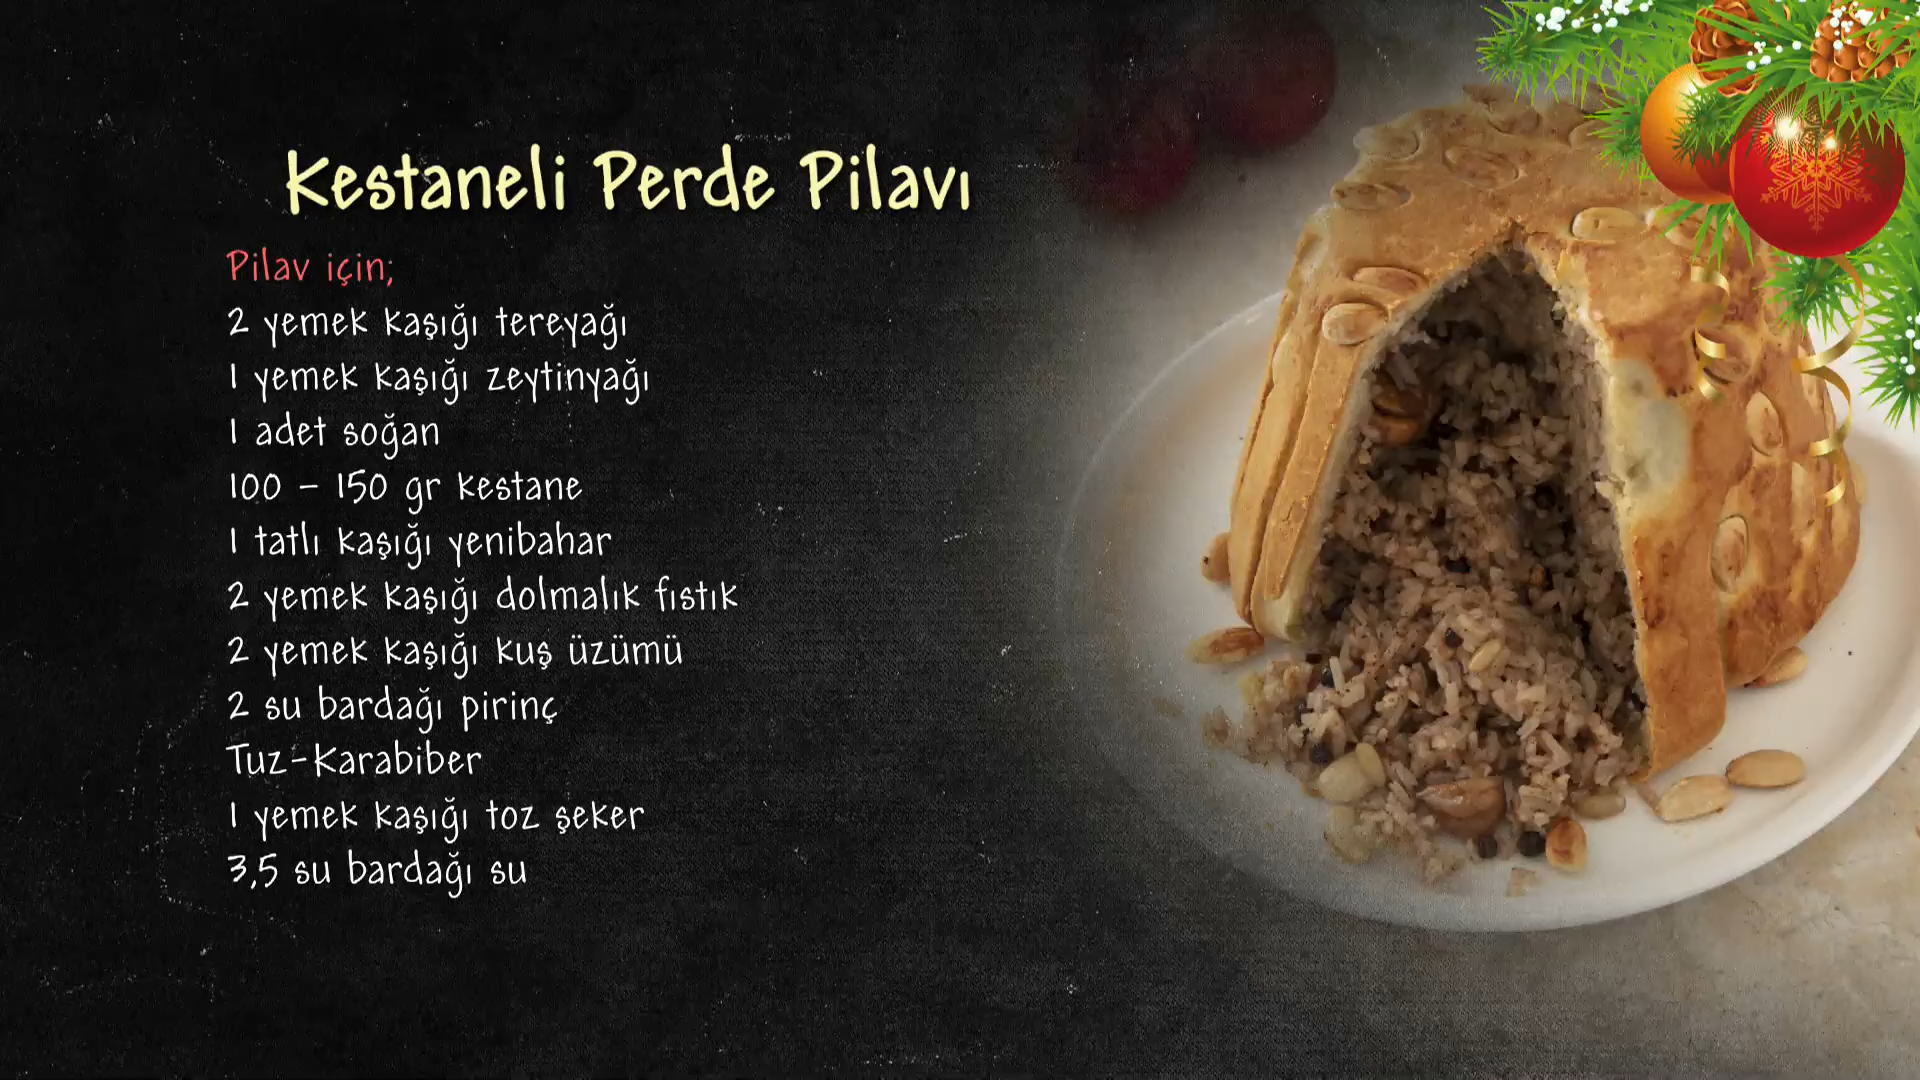 Kestaneli Perde Pilavı
Pilav için;
2 yemek kaşığı tereyağı
1 yemek kaşığı zeytinyağı
1 adet soğan
100 – 150 gr kestane
1 tatlı kaşığı yenibahar
2 yemek kaşığı dolmalık fıstık
2 yemek kaşığı kuş üzümü
2 su bardağı pirinç
Tuz-Karabiber
1 yemek kaşığı toz şeker
3,5 su bardağı su